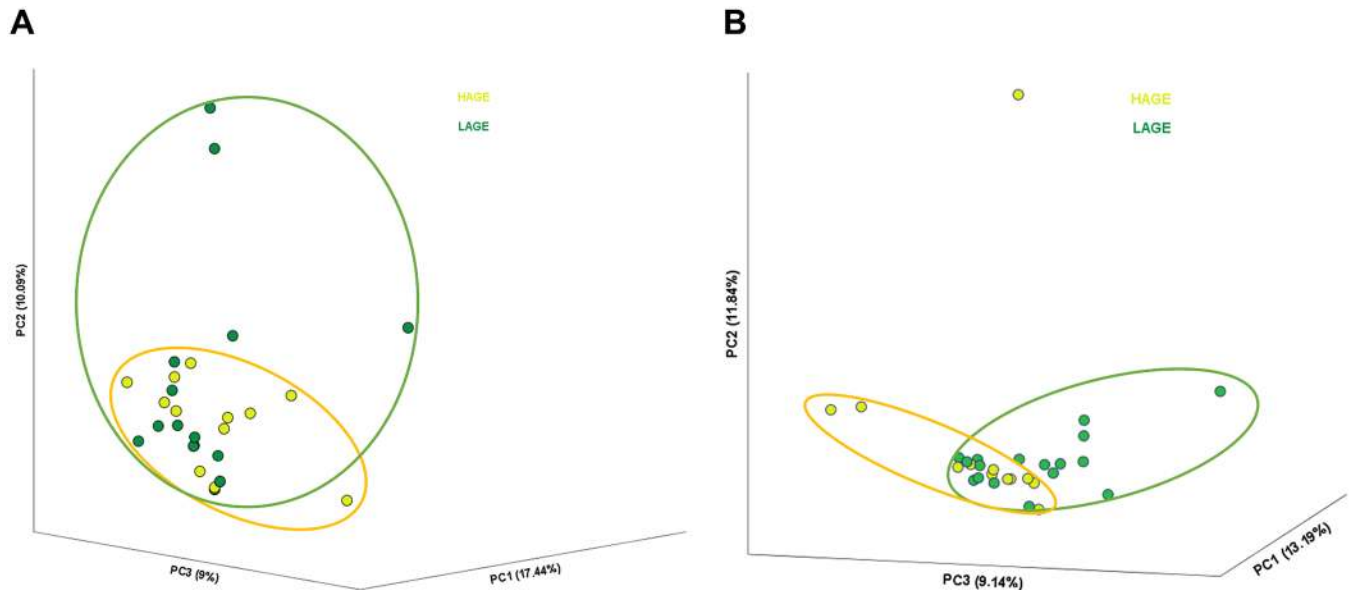 A
HAGE
LAGE
PC2 (10.09%)
PC3 (9%)
PC1 (17.44%)
B
HAGE
LAGE
PC2 (11.84%)
PC3 (9.14%)
PC1 (13.19%)